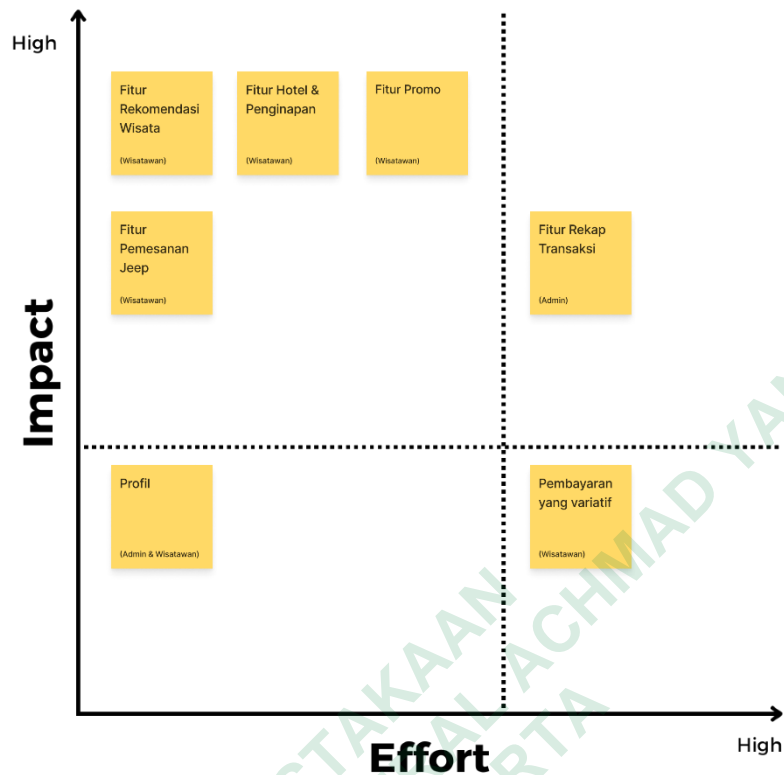 High
Fitur
Rekomendasi
Wisata
(Wisatawan)
Fitur Hotel &
Penginapan
(Wisatawan)
Fitur Promo
(Wisatawan)
Fitur
Pemesanan
Jeep
(Wisatawan)
Fitur Rekap
Transaksi
(Admin)
Impact
Profil
(Admin & Wisatawan)
Pembayaran
yang variatif
(Wisatawan)
High
Effort
ACHMAD